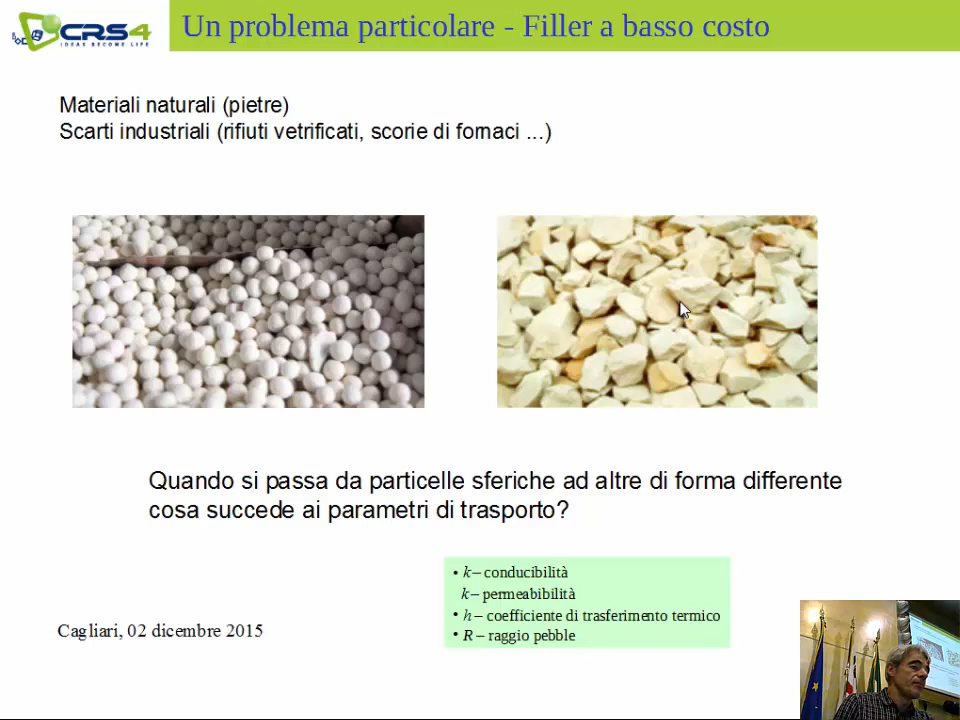 CRS4
IDEAS BECOME LIFE
Un problema particolare - Filler a basso costo
Materiali naturali (pietre)
Scarti industriali (rifiuti vetrificati, scorie di fornaci ...)
Quando si passa da particelle sferiche ad altre di forma differente
cosa succede ai parametri di trasporto?
• k – conducibilità
k – permeabibilità
• h – coefficiente di trasferimento termico
• R – raggio pebble
Cagliari, 02 dicembre 2015